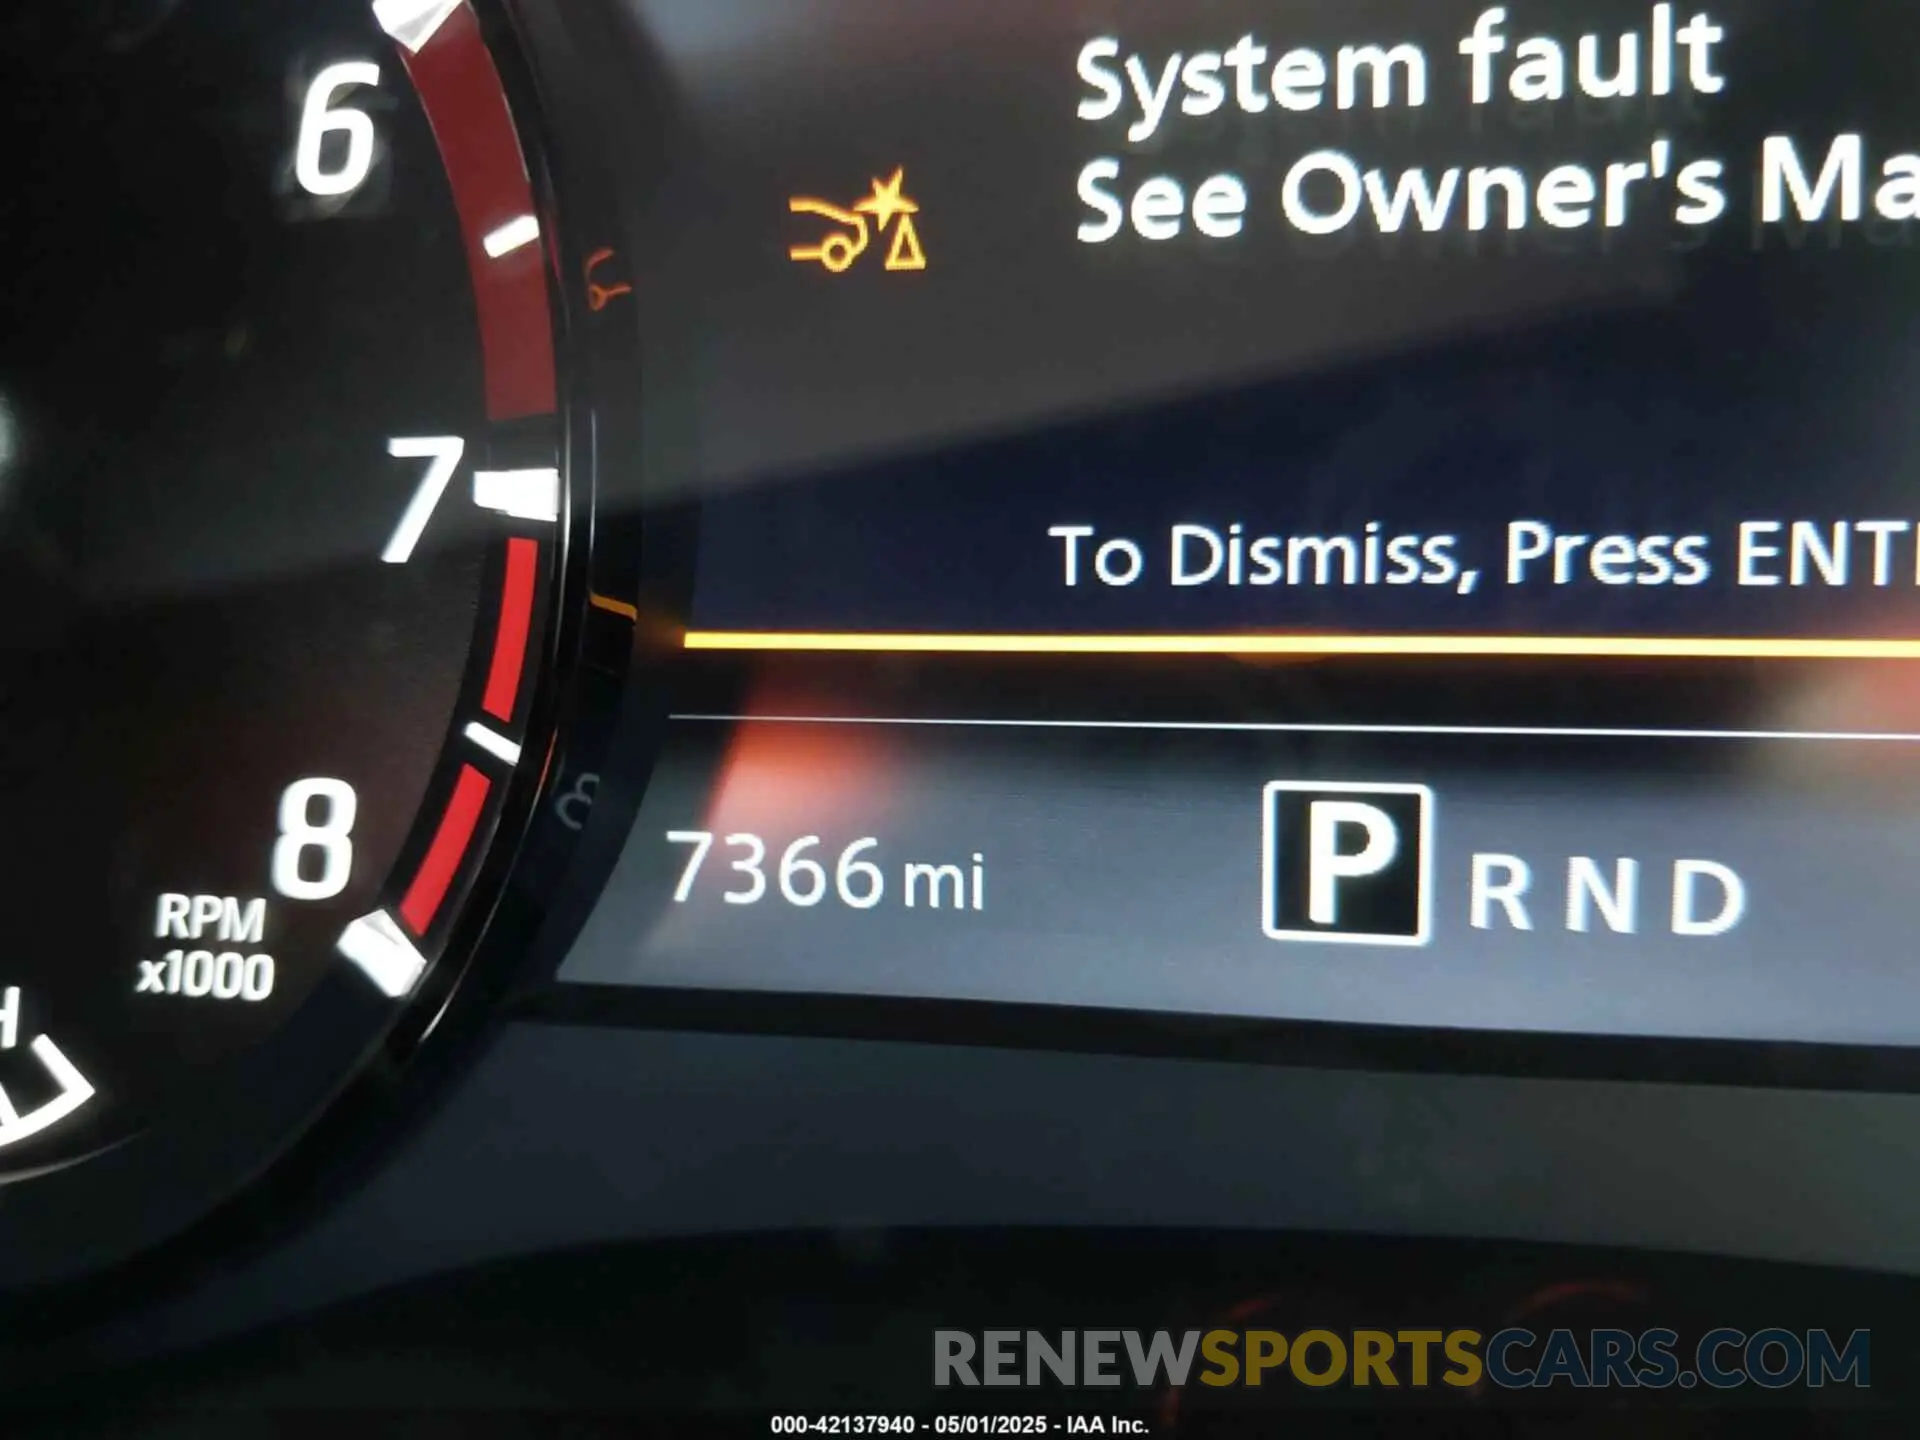 System fault
See Owner's Ma
To Dismiss, Press ENT
6
7
8
RPM
x1000
H
7366 mi
P R N D
RENEWSPORTSCARS.COM
000-42137940 - 05/01/2025 - IAA Inc.